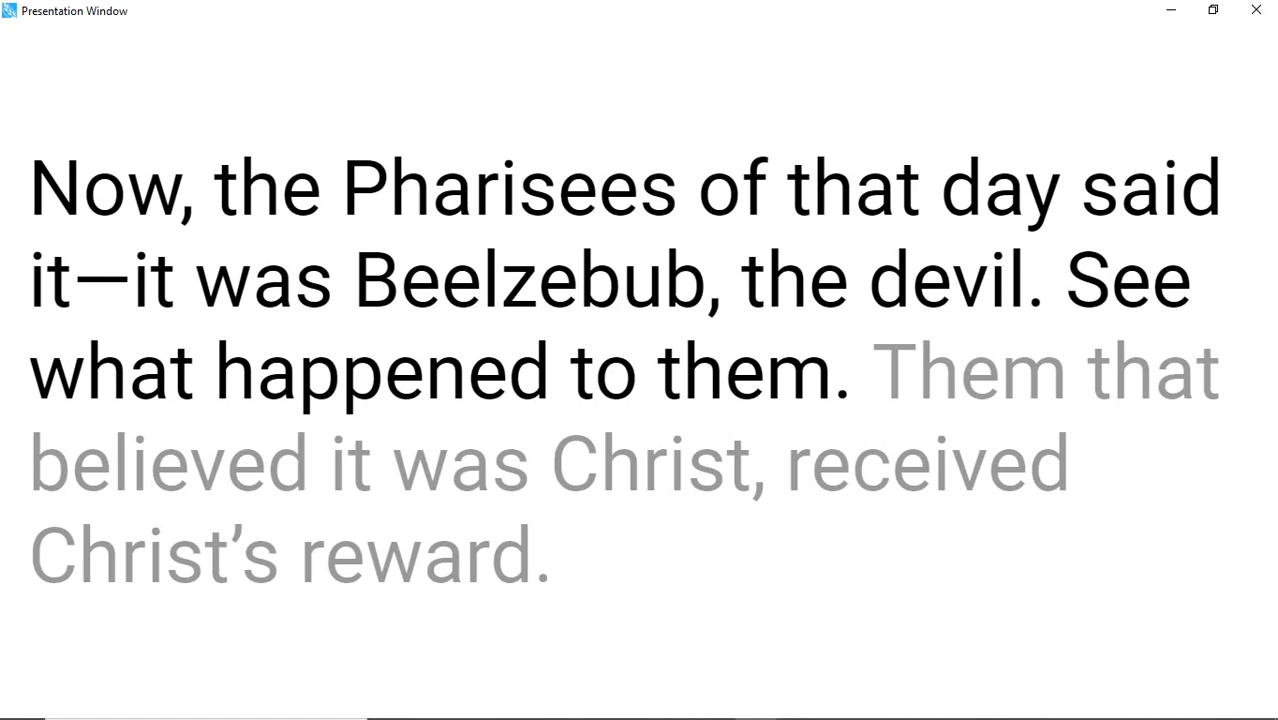 Presentation Window
Now, the Pharisees of that day said
it—it was Beelzebub, the devil. See
what happened to them. Them that
believed it was Christ, received
Christ’s reward.